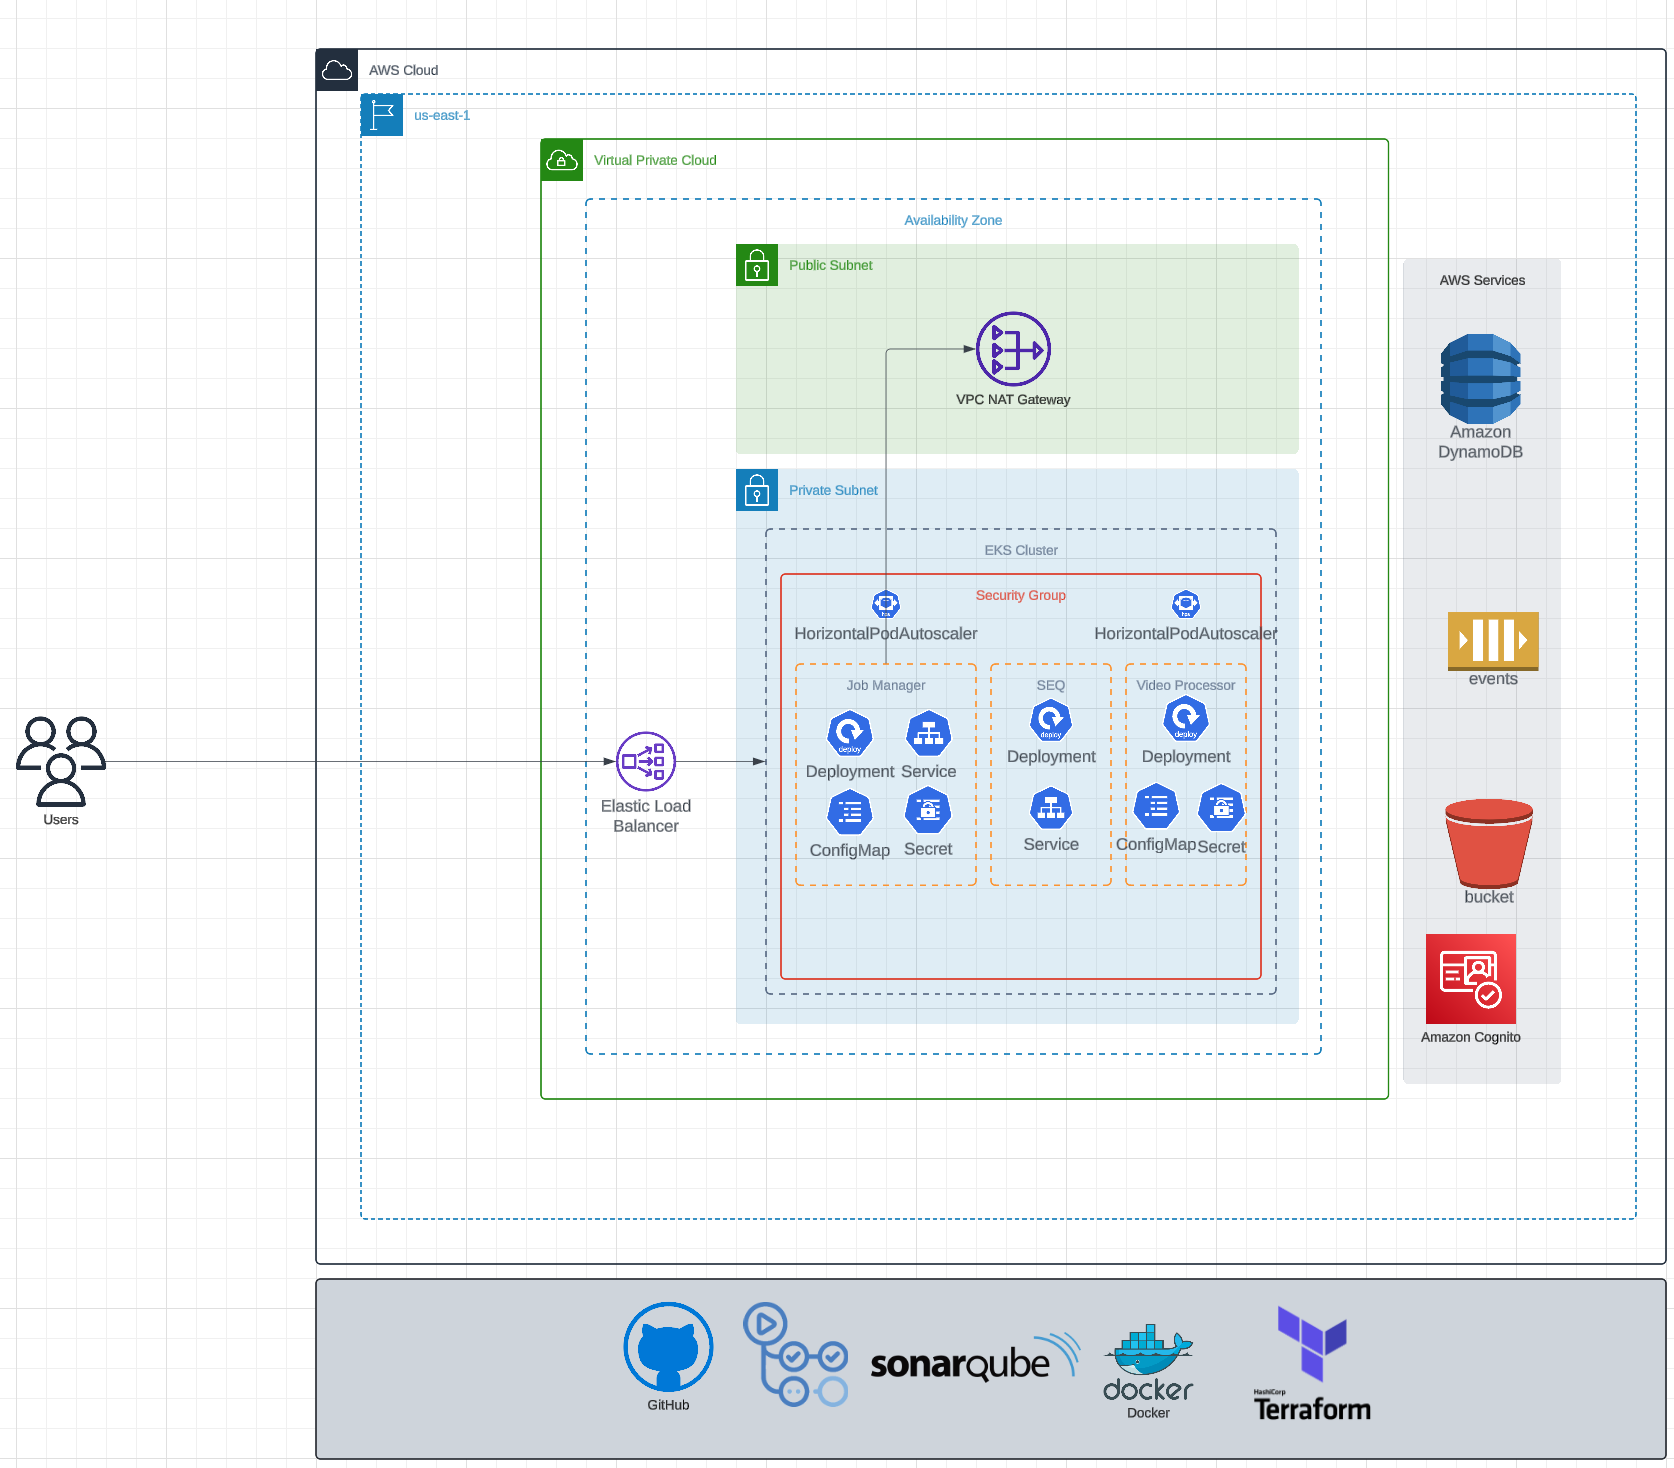 AWS Cloud
us-east-1
Virtual Private Cloud
Availability Zone
Public Subnet
VPC NAT Gateway
Private Subnet
EKS Cluster
Security Group
HorizontalPodAutoscaler
HorizontalPodAutoscaler
Job Manager
deploy
Deployment
Service
ConfigMap
Secret
SEQ
deploy
Deployment
Service
Video Processor
deploy
Deployment
ConfigMap
Secret
Users
Elastic Load
Balancer
AWS Services
Amazon
DynamoDB
events
bucket
Amazon Cognito
GitHub
sonarqube
docker
Docker
HashiCorp
Terraform